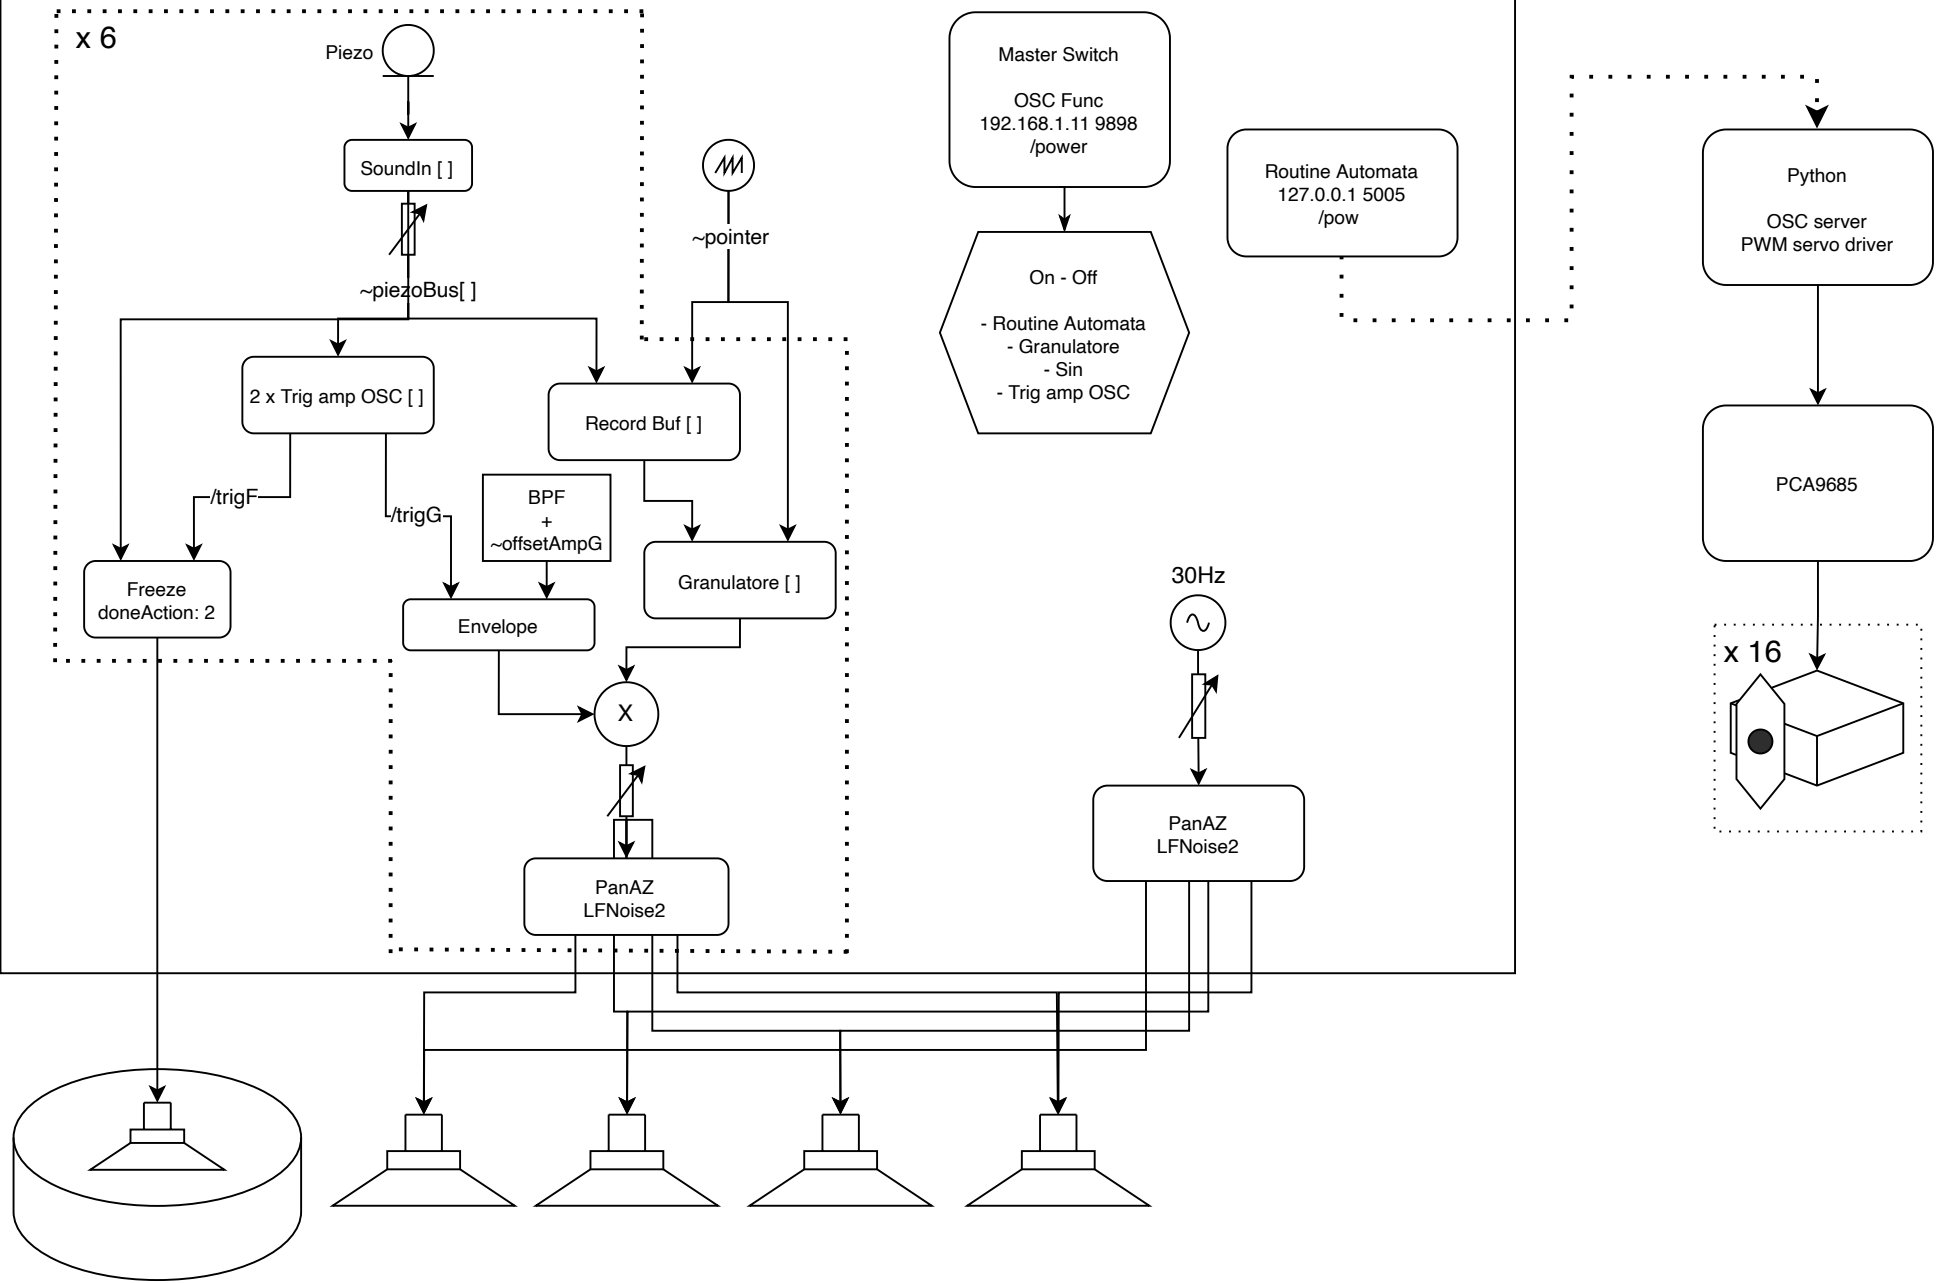 x 6
Piezo
SoundIn [ ]
~piezoBus[ ]
~pointer
2 x Trig amp OSC [ ]
Record Buf [ ]
/trigF
/trigG
BPF
+
~offsetAmpG
Freeze
doneAction: 2
Envelope
Granulatore [ ]
X
PanAZ
LFNoise2
Master Switch
OSC Func
192.168.1.11 9898
/power
On - Off
- Routine Automata
- Granulatore
- Sin
- Trig amp OSC
Routine Automata
127.0.0.1 5005
/pow
30Hz
PanAZ
LFNoise2
Python
OSC server
PWM servo driver
PCA9685
x 16